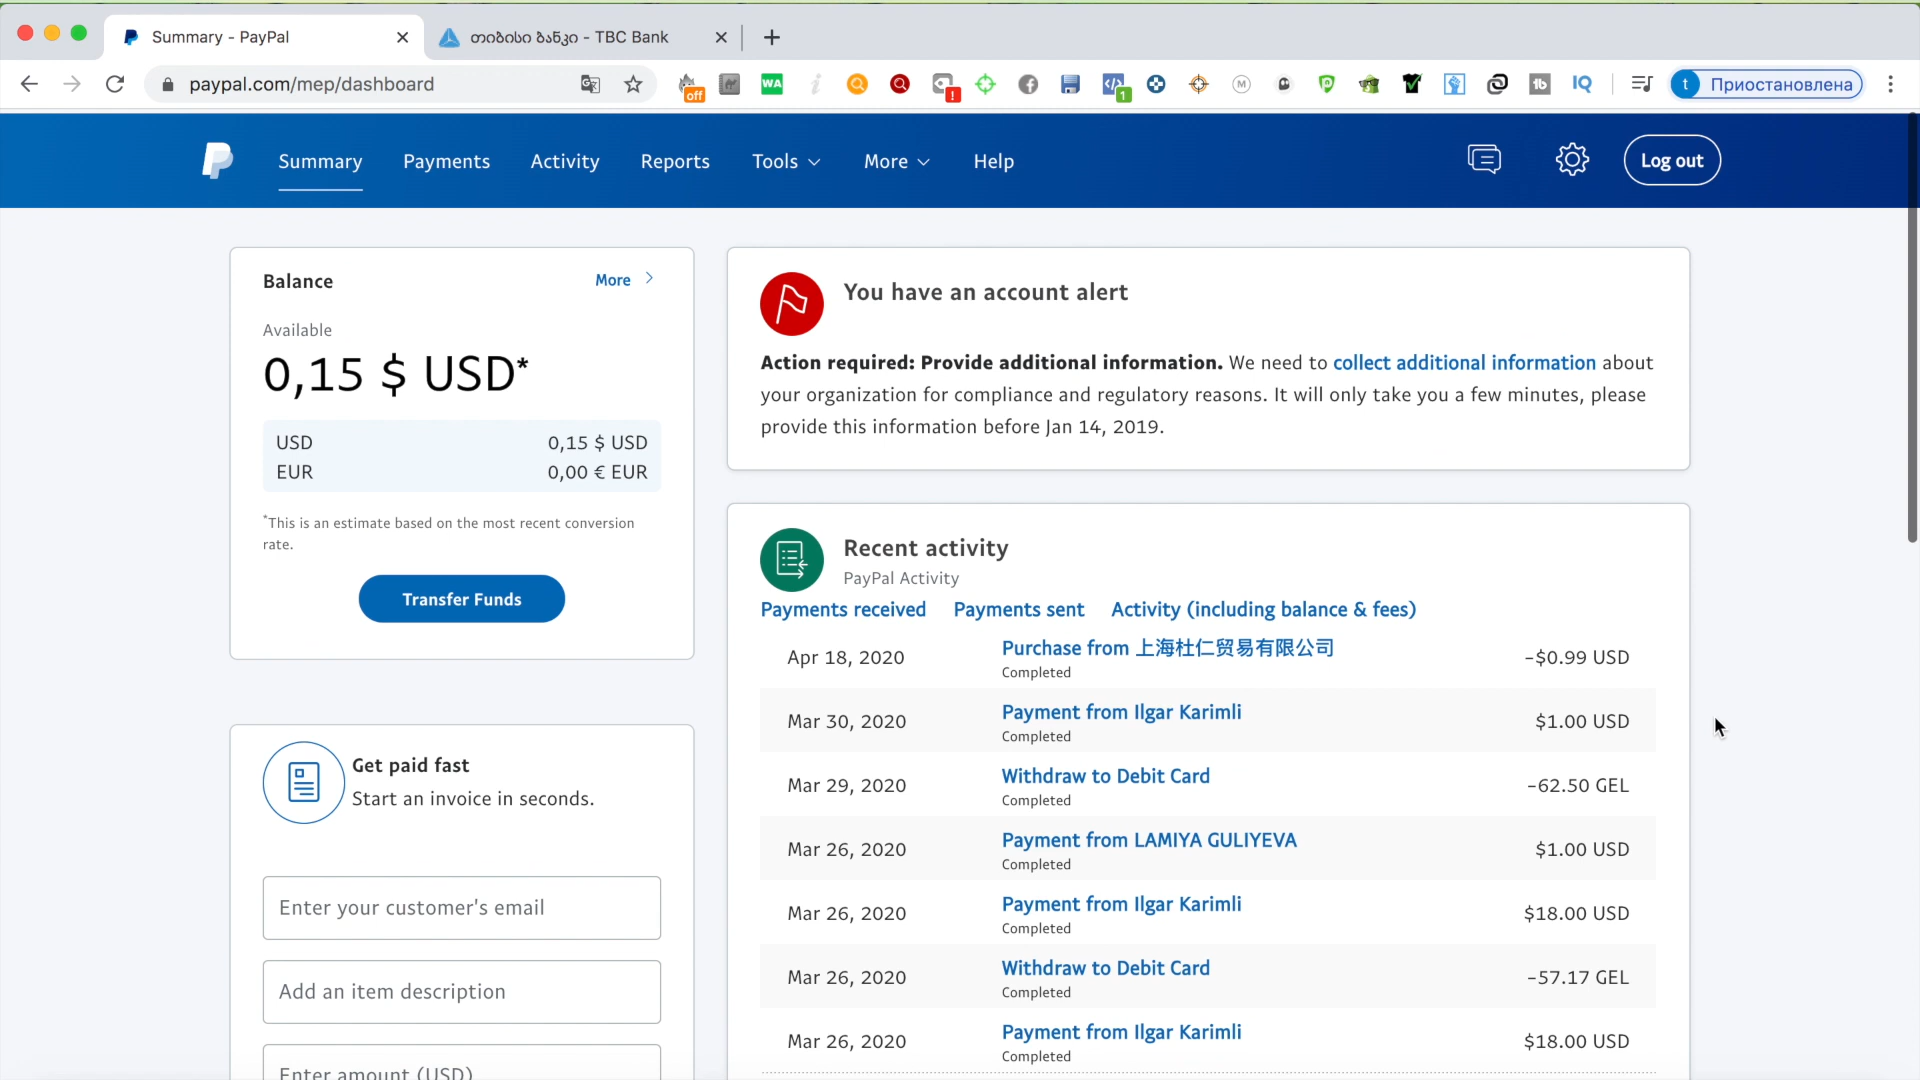 Summary - PayPal
თიბისი ბანკი - TBC Bank
paypal.com/mep/dashboard
off
WA
!
1
M
IQ
t
Приостановлена
Summary
Payments
Activity
Reports
Tools
More
Help
Log out
Balance
More
Available
0,15 $ USD*
USD 0,15 $ USD
EUR 0,00 € EUR
*This is an estimate based on the most recent conversion
rate.
Transfer Funds
Get paid fast
Start an invoice in seconds.
Enter your customer's email
Add an item description
Enter amount (USD)
You have an account alert
Action required: Provide additional information. We need to collect additional information about
your organization for compliance and regulatory reasons. It will only take you a few minutes, please
provide this information before Jan 14, 2019.
Recent activity
PayPal Activity
Payments received Payments sent Activity (including balance & fees)
Apr 18, 2020 Purchase from 上海杜仁贸易有限公司 -$0.99 USD
Completed
Mar 30, 2020 Payment from Ilgar Karimli $1.00 USD
Completed
Mar 29, 2020 Withdraw to Debit Card -62.50 GEL
Completed
Mar 26, 2020 Payment from LAMIYA GULIYEVA $1.00 USD
Completed
Mar 26, 2020 Payment from Ilgar Karimli $18.00 USD
Completed
Mar 26, 2020 Withdraw to Debit Card -57.17 GEL
Completed
Mar 26, 2020 Payment from Ilgar Karimli $18.00 USD
Completed